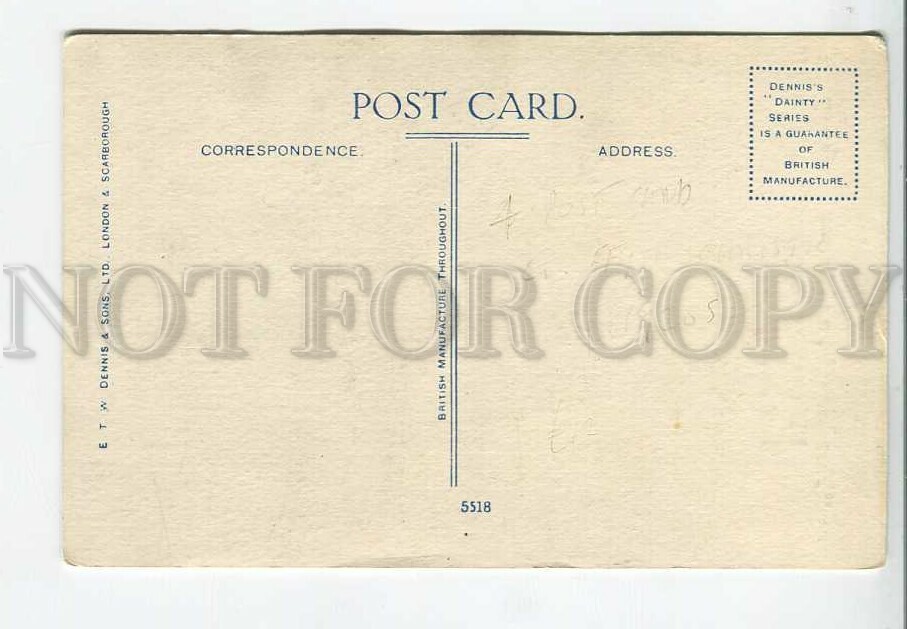 POST CARD.
CORRESPONDENCE.
ADDRESS.
DENNIS'S
"DAINTY"
SERIES
IS A GUARANTEE
OF
BRITISH
MANUFACTURE.
E T W DENNIS & SONS, LTD. LONDON & SCARBOROUGH
BRITISH MANUFACTURE THROUGHOUT.
NOT FOR COPY
5518